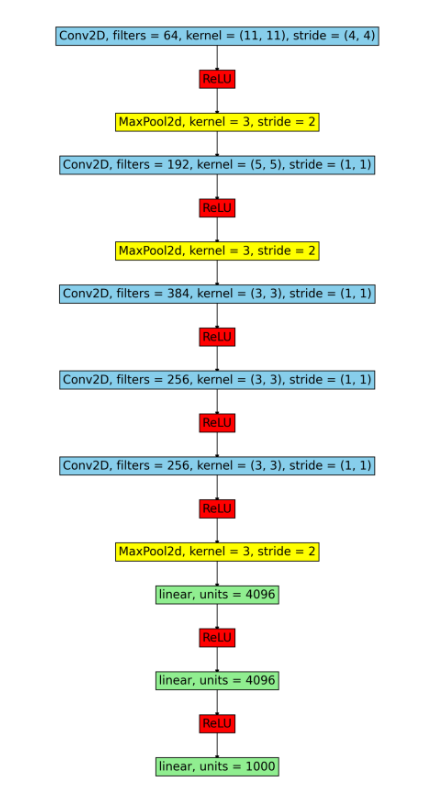 Conv2D, filters = 64, kernel = (11, 11), stride = (4, 4)
ReLU
MaxPool2d, kernel = 3, stride = 2
Conv2D, filters = 192, kernel = (5, 5), stride = (1, 1)
ReLU
MaxPool2d, kernel = 3, stride = 2
Conv2D, filters = 384, kernel = (3, 3), stride = (1, 1)
ReLU
Conv2D, filters = 256, kernel = (3, 3), stride = (1, 1)
ReLU
Conv2D, filters = 256, kernel = (3, 3), stride = (1, 1)
ReLU
MaxPool2d, kernel = 3, stride = 2
linear, units = 4096
ReLU
linear, units = 4096
ReLU
linear, units = 1000